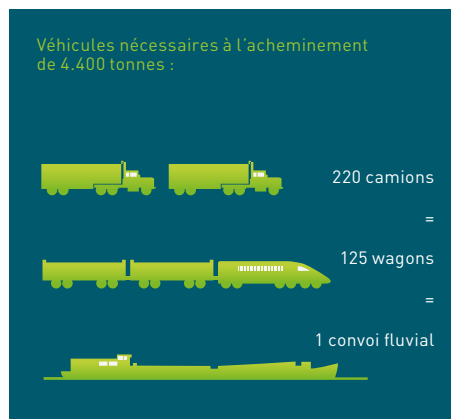 Véhicules nécessaires à l'acheminement
de 4.400 tonnes :
220 camions
=
125 wagons
=
1 convoi fluvial